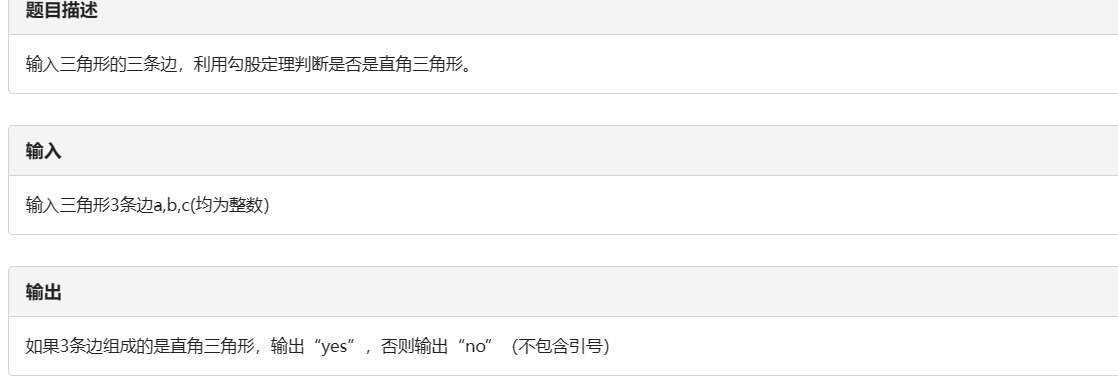 题目描述
输入三角形的三条边，利用勾股定理判断是否是直角三角形。
输入
输入三角形3条边a,b,c(均为整数)
输出
如果3条边组成的是直角三角形，输出“yes”，否则输出“no”（不包含引号）